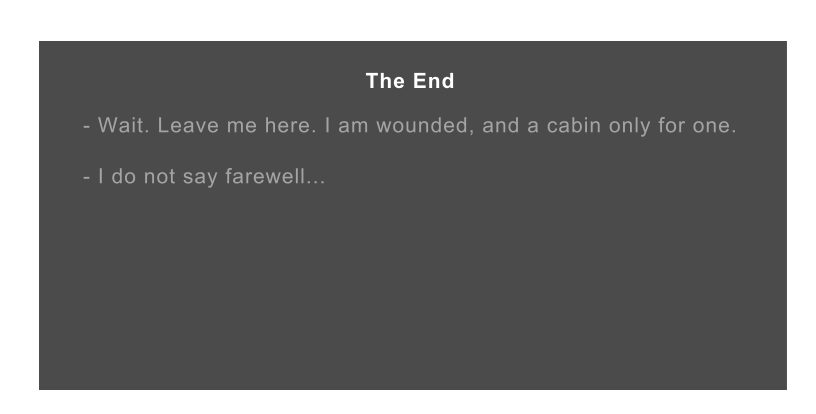 The End
- Wait. Leave me here. I am wounded, and a cabin only for one.
- I do not say farewell...